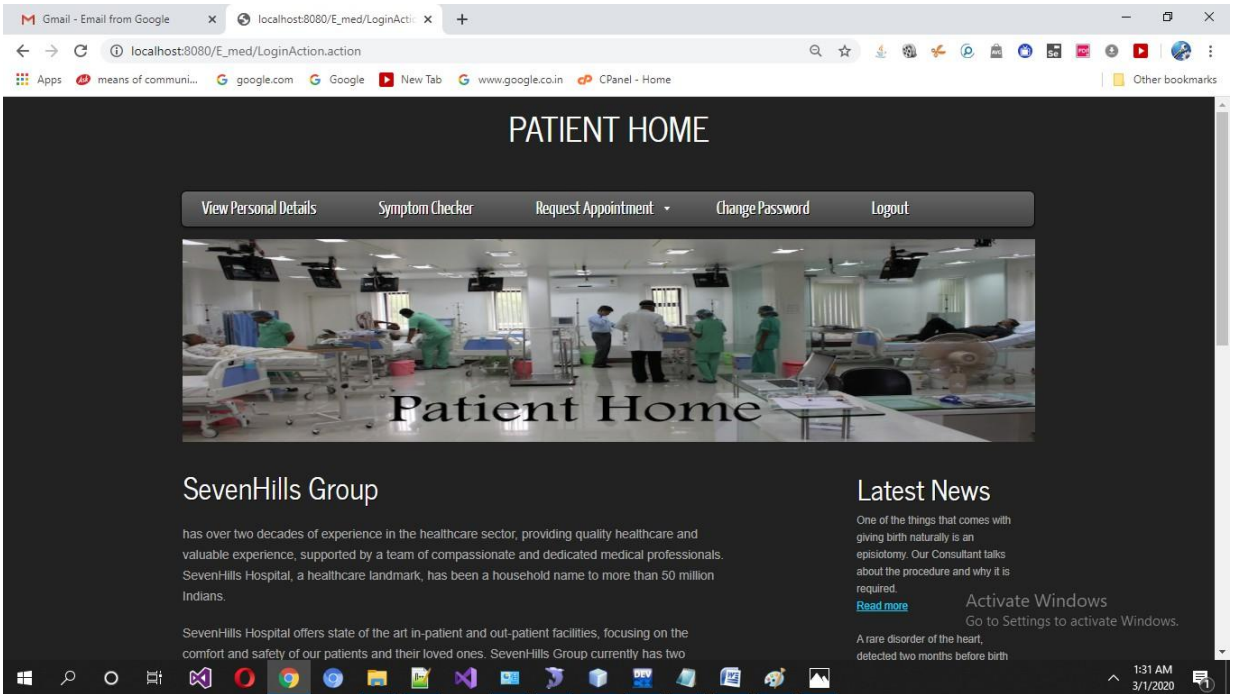 Gmail - Email from Google
localhost:8080/E_med/LoginActi
localhost:8080/E_med/LoginAction.action
Apps
means of communi...
google.com
Google
New Tab
www.google.co.in
CPanel - Home
Other bookmarks
PATIENT HOME
View Personal Details
Symptom Checker
Request Appointment
Change Password
Logout
Patient Home
SevenHills Group
has over two decades of experience in the healthcare sector, providing quality healthcare and
valuable experience, supported by a team of compassionate and dedicated medical professionals.
SevenHills Hospital, a healthcare landmark, has been a household name to more than 50 million
Indians.
SevenHills Hospital offers state of the art in-patient and out-patient facilities, focusing on the
comfort and safety of our patients and their loved ones. SevenHills Group currently has two
Latest News
One of the things that comes with
giving birth naturally is an
episiotomy. Our Consultant talks
about the procedure and why it is
required.
Read more
A rare disorder of the heart,
detected two months before birth
Activate Windows
Go to Settings to activate Windows.
DEV
1:31 AM
3/1/2020